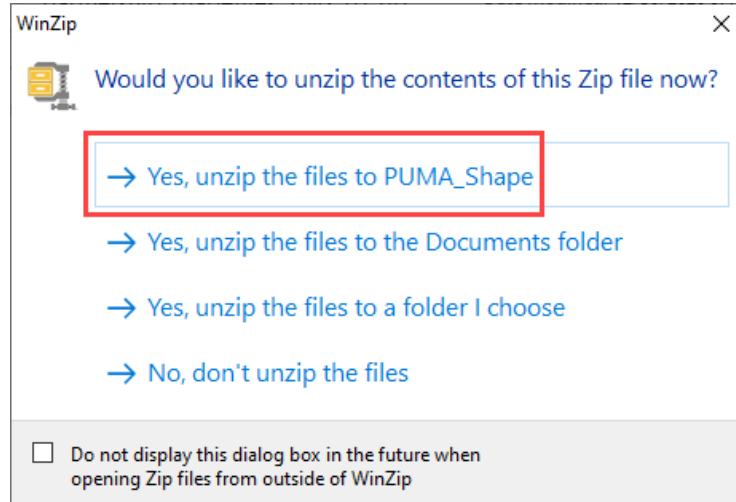 WinZip
Would you like to unzip the contents of this Zip file now?
Yes, unzip the files to PUMA_Shape
Yes, unzip the files to the Documents folder
Yes, unzip the files to a folder I choose
No, don't unzip the files
Do not display this dialog box in the future when
opening Zip files from outside of WinZip